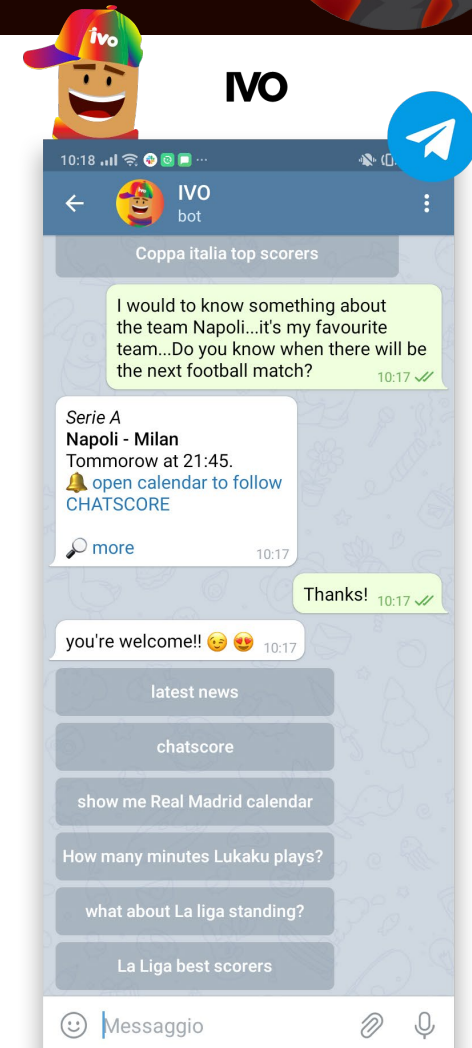 ivo
IVO
10:18
IVO
bot
Coppa italia top scorers
I would to know something about
the team Napoli...it's my favourite
team...Do you know when there will be
the next football match?
10:17
Serie A
Napoli - Milan
Tommorow at 21:45.
open calendar to follow
CHATSCORE
more
10:17
Thanks! 10:17
you're welcome!! 😉 😍 10:17
latest news
chatscore
show me Real Madrid calendar
How many minutes Lukaku plays?
what about La liga standing?
La Liga best scorers
Messaggio